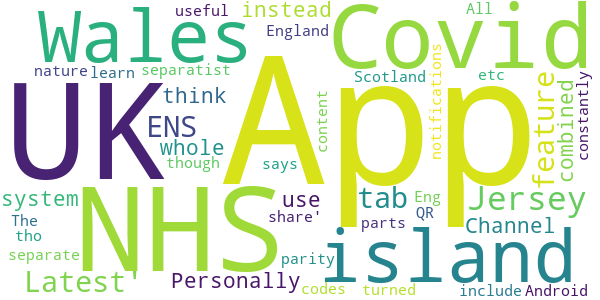 useful instead All
Wales England Covid
nature learn separatist Scotland etc
UK think App notifications feature combined constantly
ENS whole content
though says
system NHS use tab Eng Jersey
The share' QR
tho island parts Channel
separate parity
Latest' Personally codes turned include Android